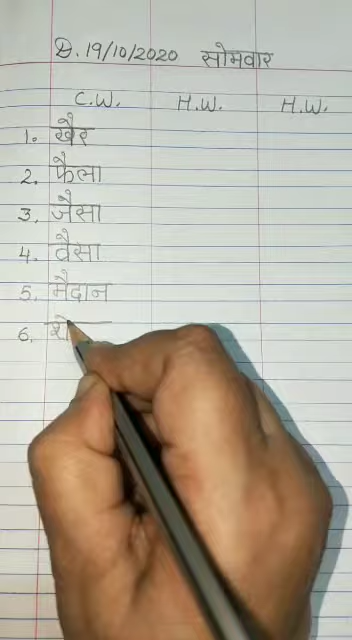 D. 19/10/2020 सोमवार
C.W. H.W. H.W.
1. खैर
2. फैला
3. जैसा
4. वैसा
5. मैदान
6.